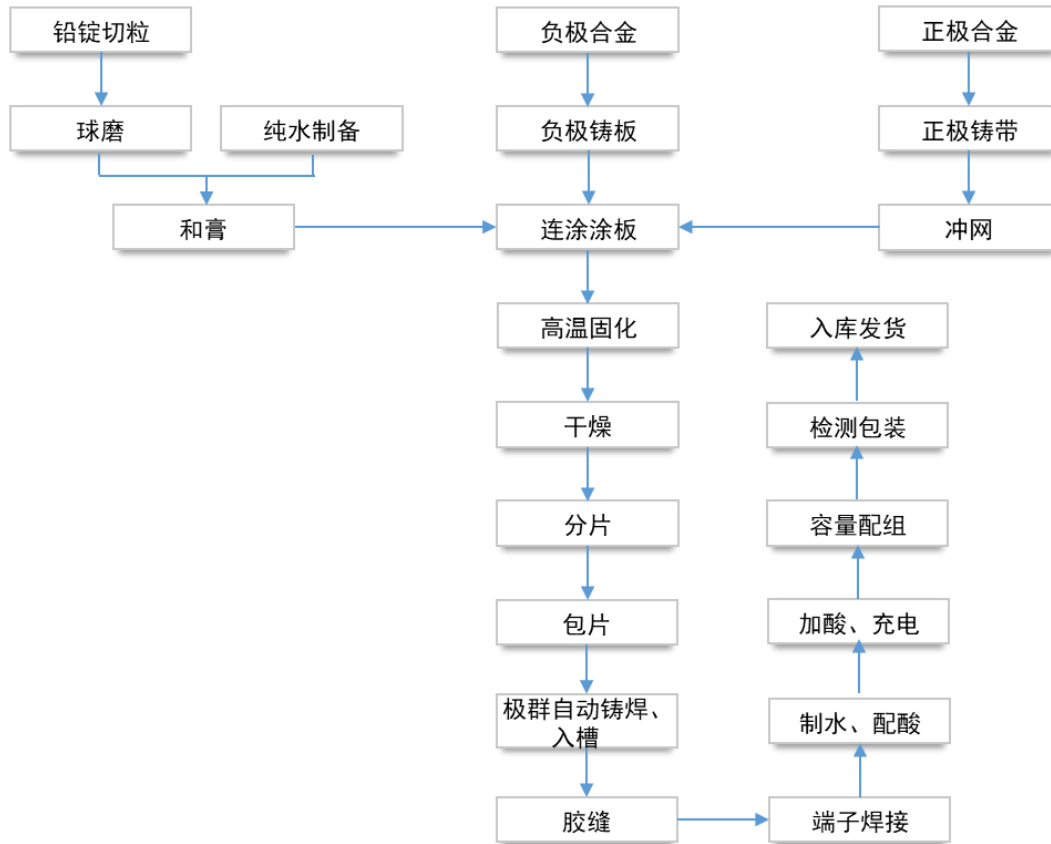 铅锭切粒
负极合金
正极合金
球磨
纯水制备
负极铸板
正极铸带
和膏
连涂涂板
冲网
高温固化
入库发货
干燥
检测包装
分片
容量配组
包片
加酸、充电
极群自动铸焊、
入槽
制水、配酸
胶缝
端子焊接